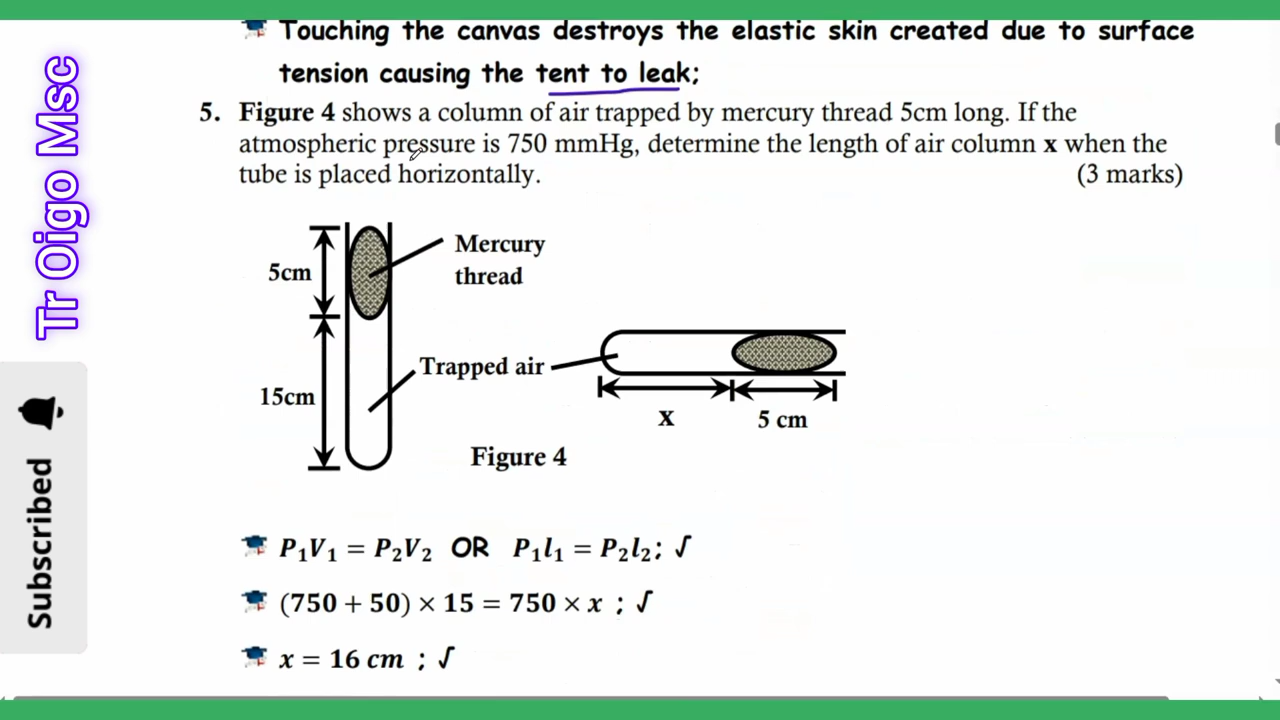 Touching the canvas destroys the elastic skin created due to surface
tension causing the tent to leak;
5. Figure 4 shows a column of air trapped by mercury thread 5cm long. If the
atmospheric pressure is 750 mmHg, determine the length of air column x when the
tube is placed horizontally. (3 marks)
Mercury
thread
5cm
Trapped air
15cm
x 5 cm
Figure 4
P₁V₁ = P₂V₂ OR P₁l₁ = P₂l₂; √
(750 + 50) × 15 = 750 × x ; √
x = 16 cm ; √
Tr Oigo Msc
Subscribed